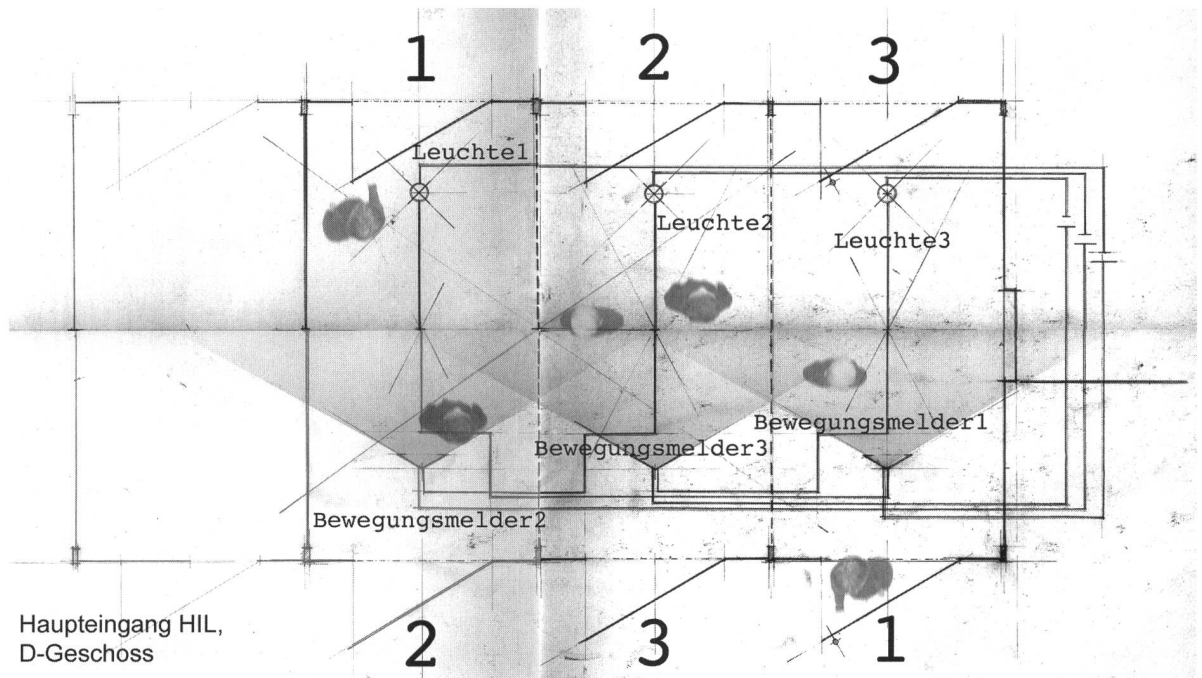 1 2 3
Leuchte1
Leuchte2
Leuchte3
Bewegungsmelder1
Bewegungsmelder3
Bewegungsmelder2
Haupteingang HIL,
D-Geschoss
2 3 1